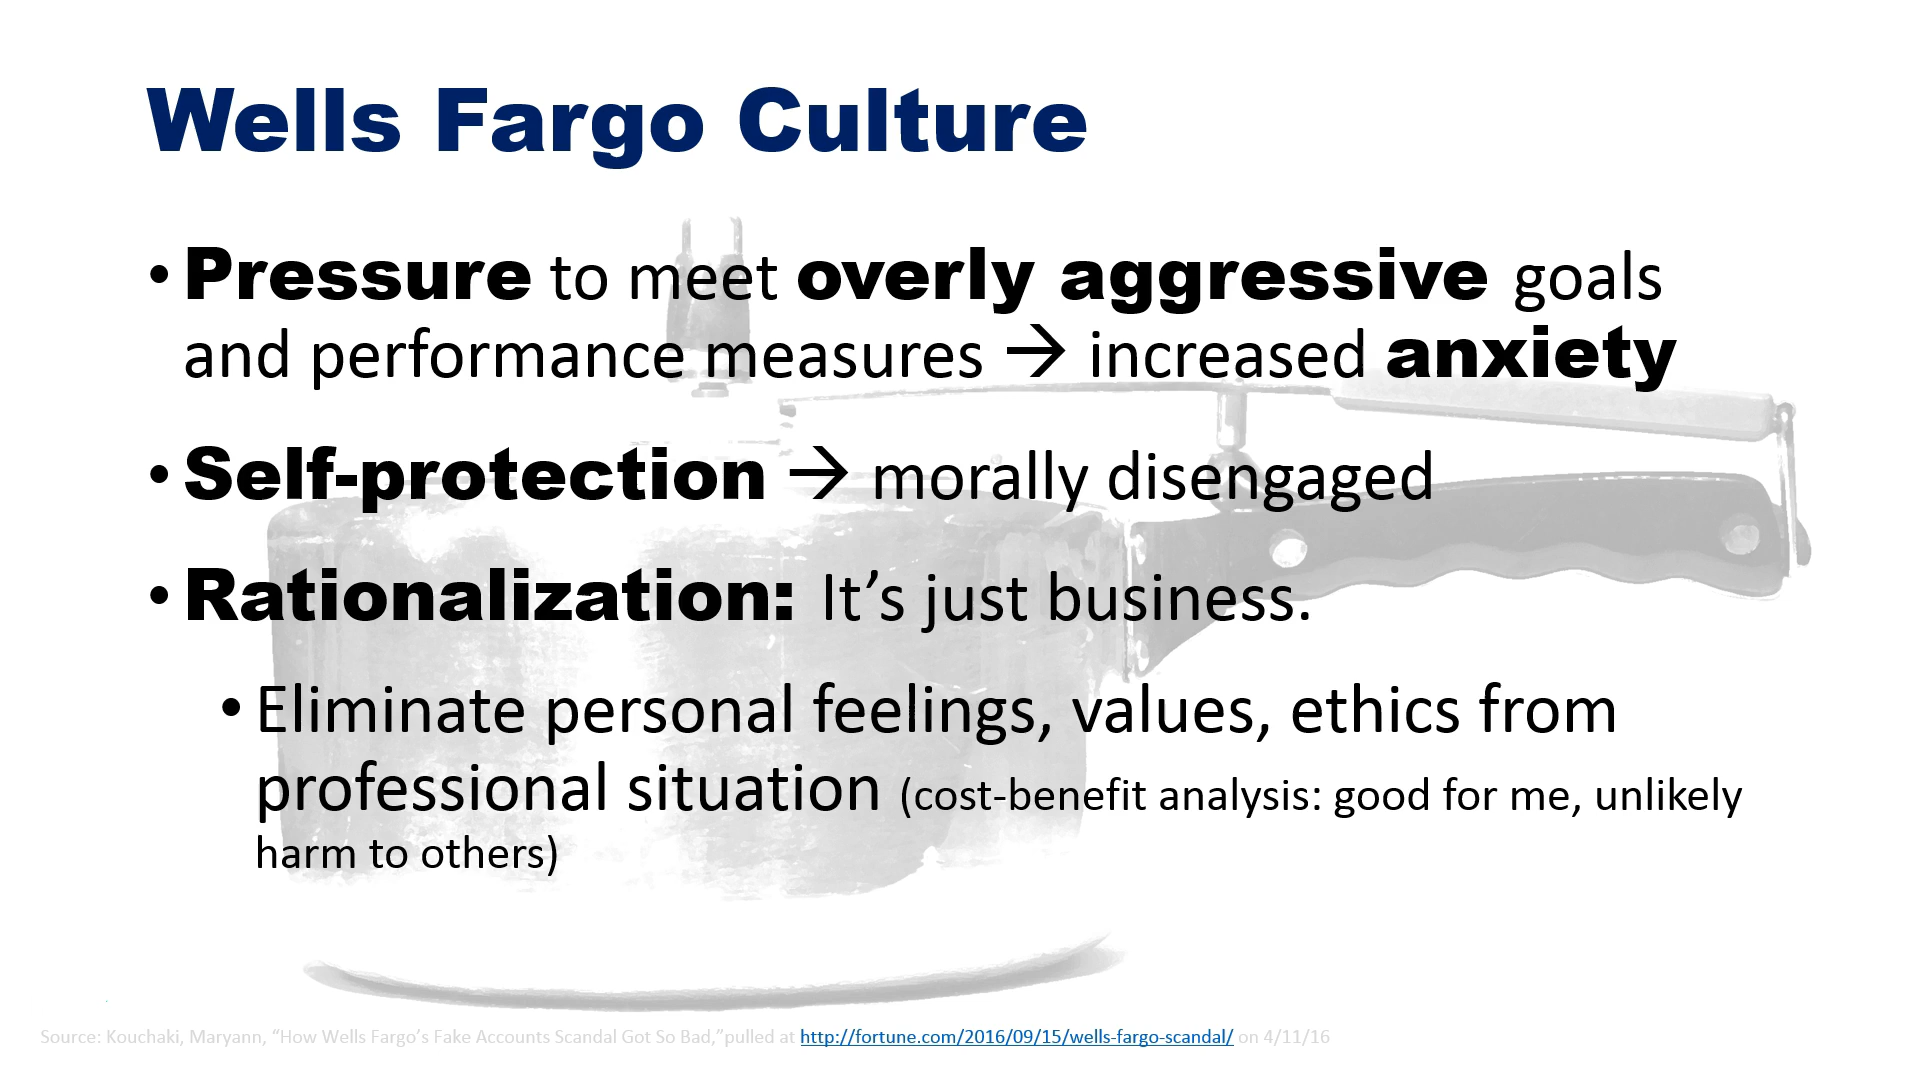 Wells Fargo Culture
• Pressure to meet overly aggressive goals
and performance measures → increased anxiety
• Self-protection → morally disengaged
• Rationalization: It’s just business.
• Eliminate personal feelings, values, ethics from
professional situation (cost-benefit analysis: good for me, unlikely
harm to others)
Source: Kouchaki, Maryann, “How Wells Fargo’s Fake Accounts Scandal Got So Bad,”pulled at http://fortune.com/2016/09/15/wells-fargo-scandal/ on 4/11/16